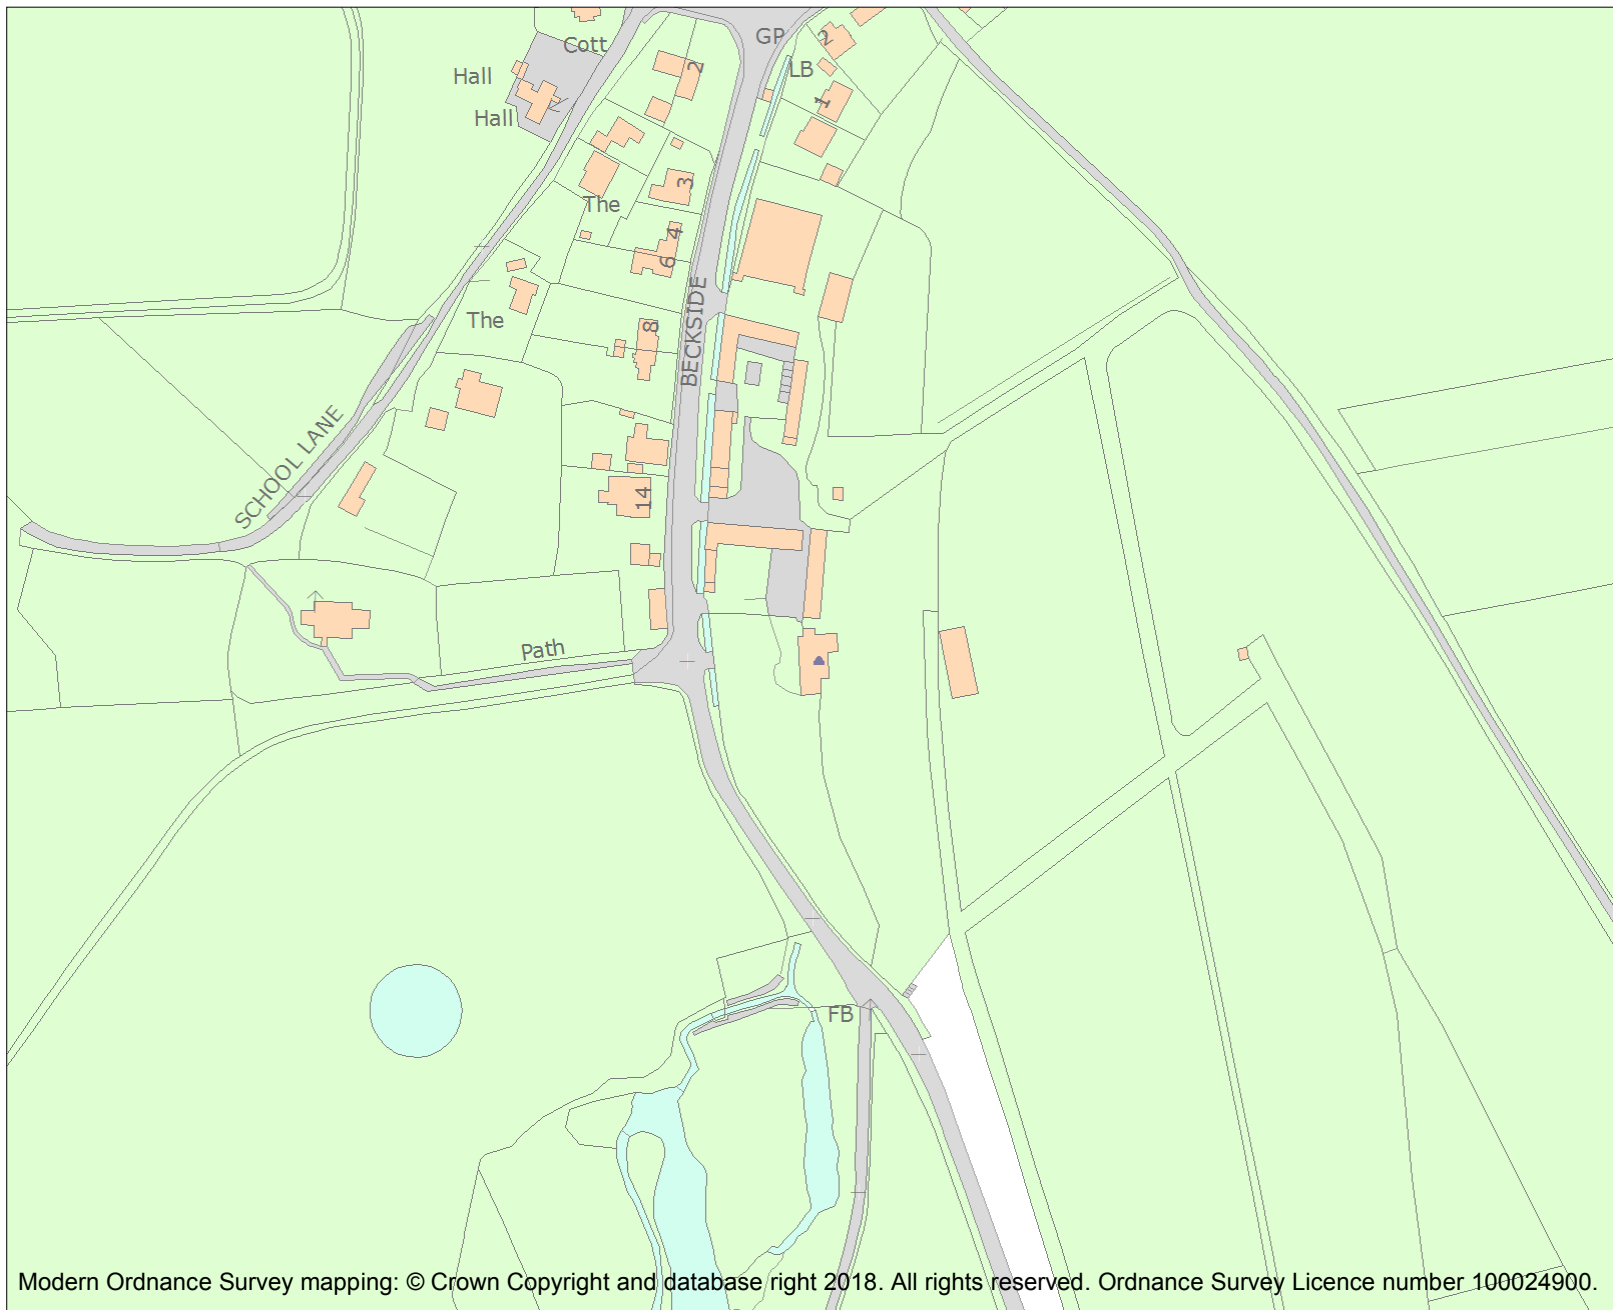 GP
2
Cott
2
LB
Hall
1
Hall
3
The
4
6
BECKSIDE
The
8
SCHOOL LANE
14
Path
FB
Modern Ordnance Survey mapping: © Crown Copyright and database right 2018. All rights reserved. Ordnance Survey Licence number 100024900.